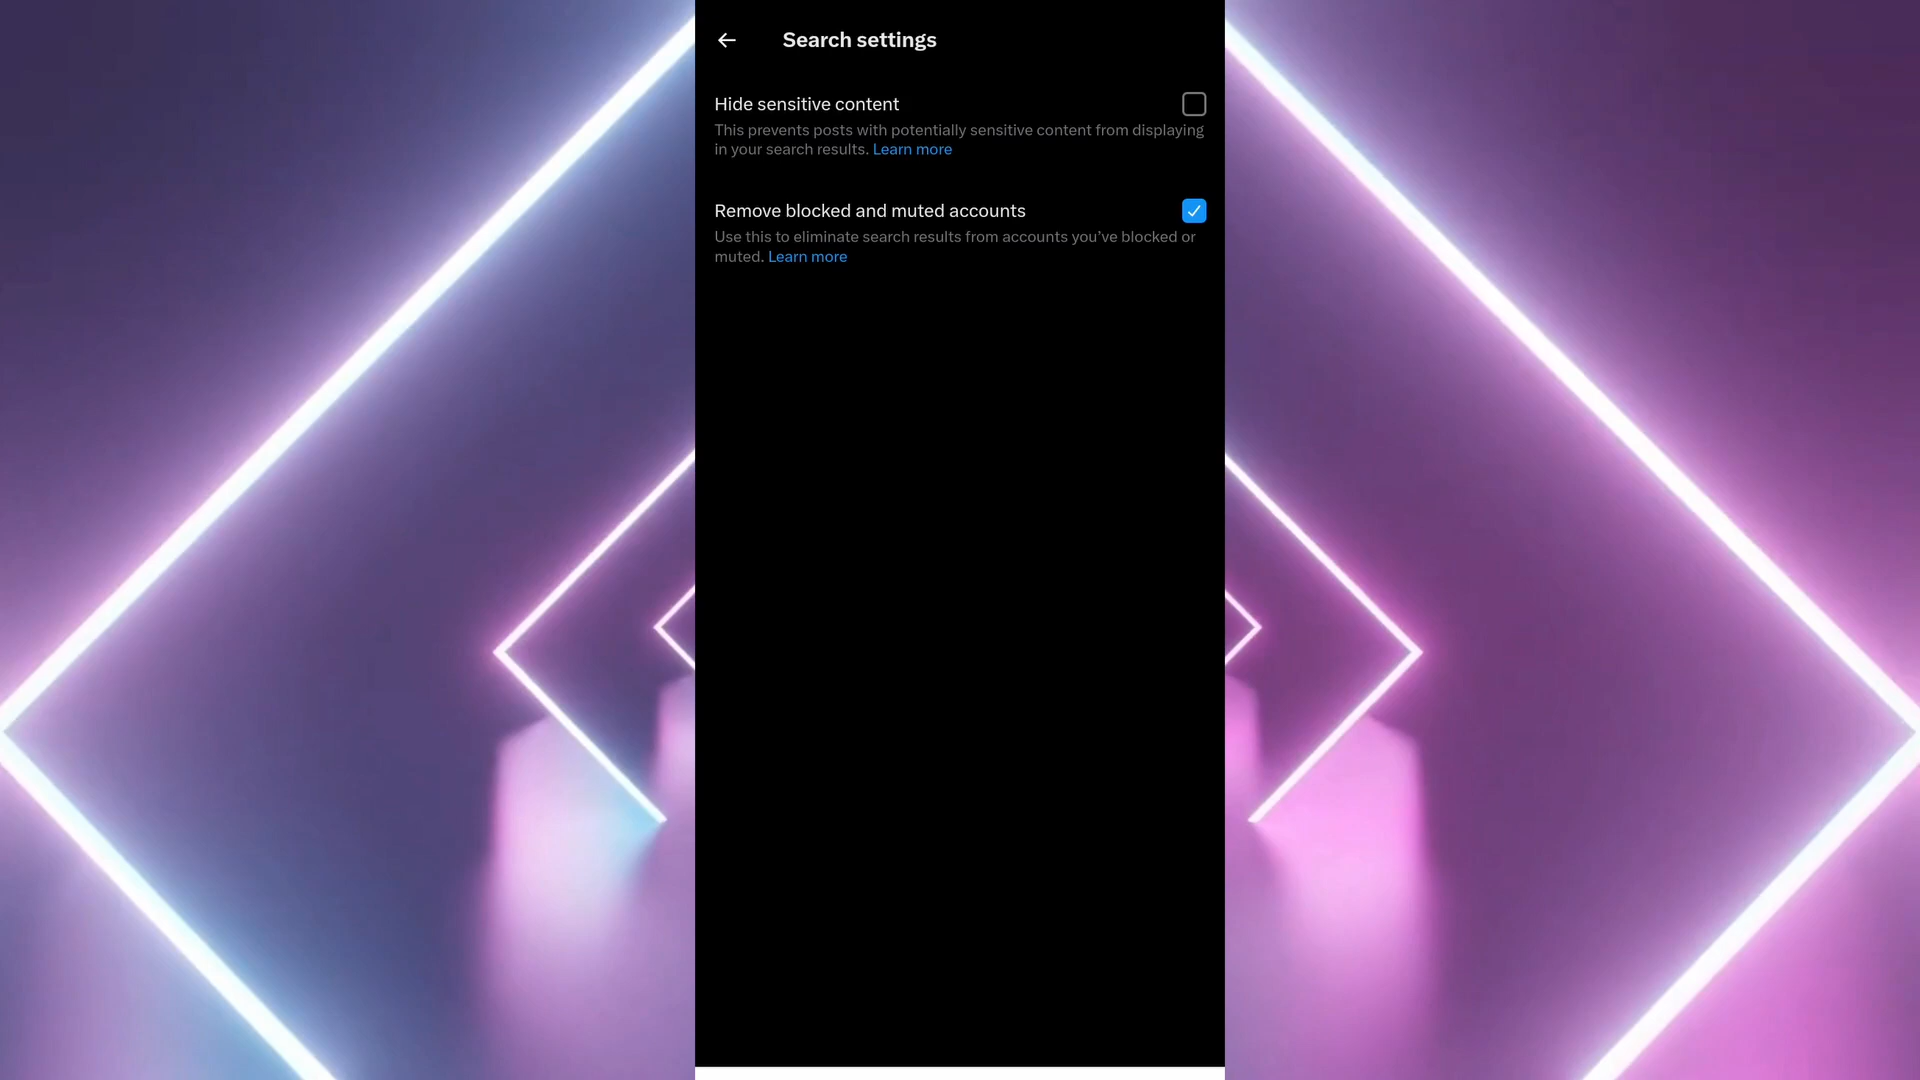 Search settings
Hide sensitive content
This prevents posts with potentially sensitive content from displaying
in your search results. Learn more
Remove blocked and muted accounts
Use this to eliminate search results from accounts you’ve blocked or
muted. Learn more